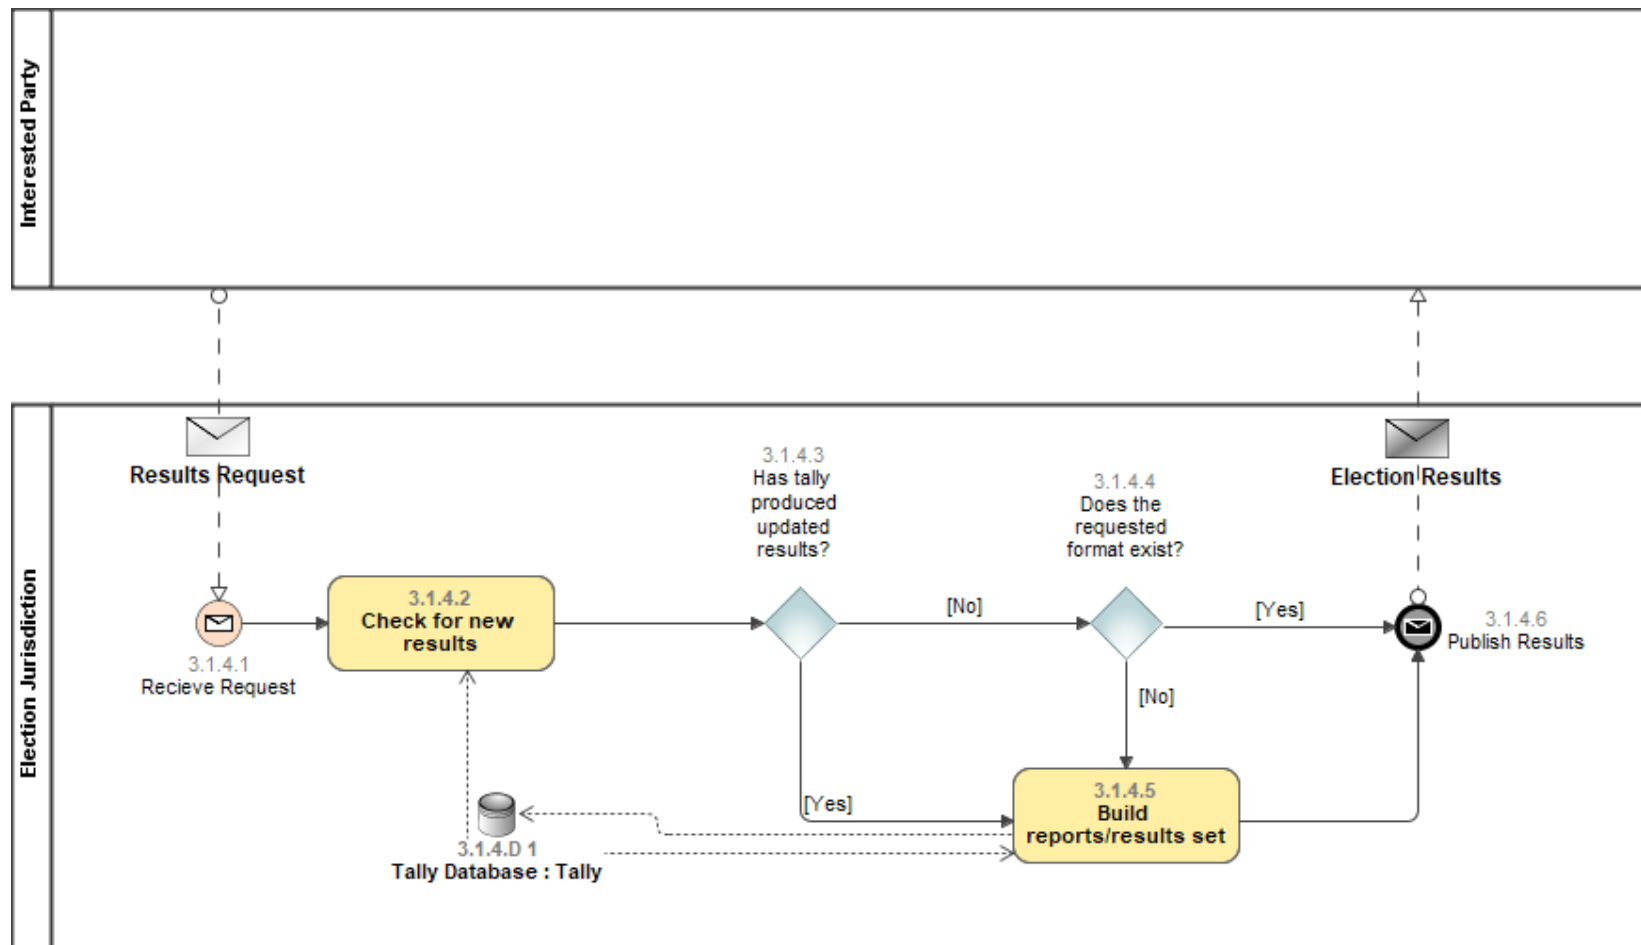 Interested Party
Election Jurisdiction
Results Request
3.1.4.1
Recieve Request
3.1.4.2
Check for new
results
3.1.4.3
Has tally
produced
updated
results?
[No]
[Yes]
3.1.4.4
Does the
requested
format exist?
[Yes]
[No]
3.1.4.5
Build
reports/results set
3.1.4.D 1
Tally Database : Tally
Election Results
3.1.4.6
Publish Results